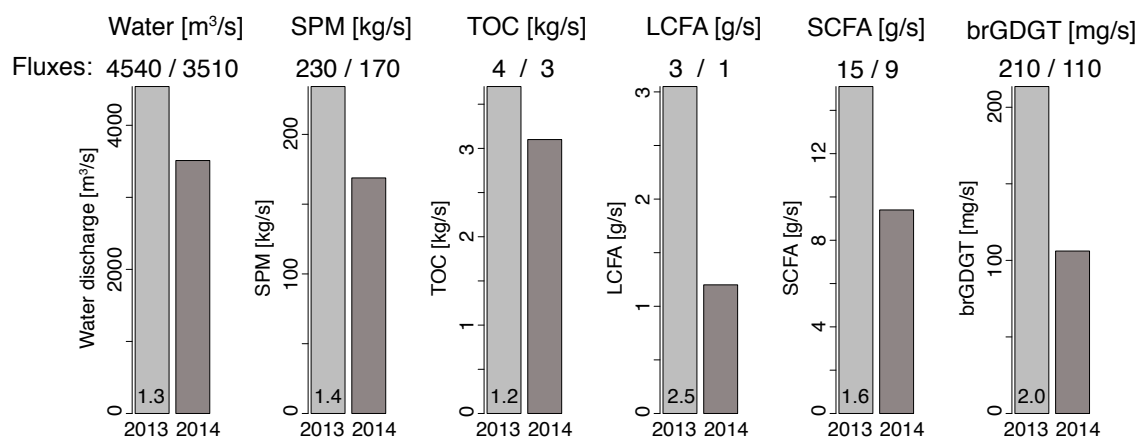 Water [m³/s] SPM [kg/s] TOC [kg/s] LCFA [g/s] SCFA [g/s] brGDGT [mg/s]
Fluxes: 4540 / 3510 230 / 170 4 / 3 3 / 1 15 / 9 210 / 110
Water discharge [m³/s]
0 2000 4000
1.3
2013 2014
SPM [kg/s]
0 100 200
1.4
2013 2014
TOC [kg/s]
0 1 2 3
1.2
2013 2014
LCFA [g/s]
0 1 2 3
2.5
2013 2014
SCFA [g/s]
0 4 8 12
1.6
2013 2014
brGDGT [mg/s]
0 100 200
2.0
2013 2014